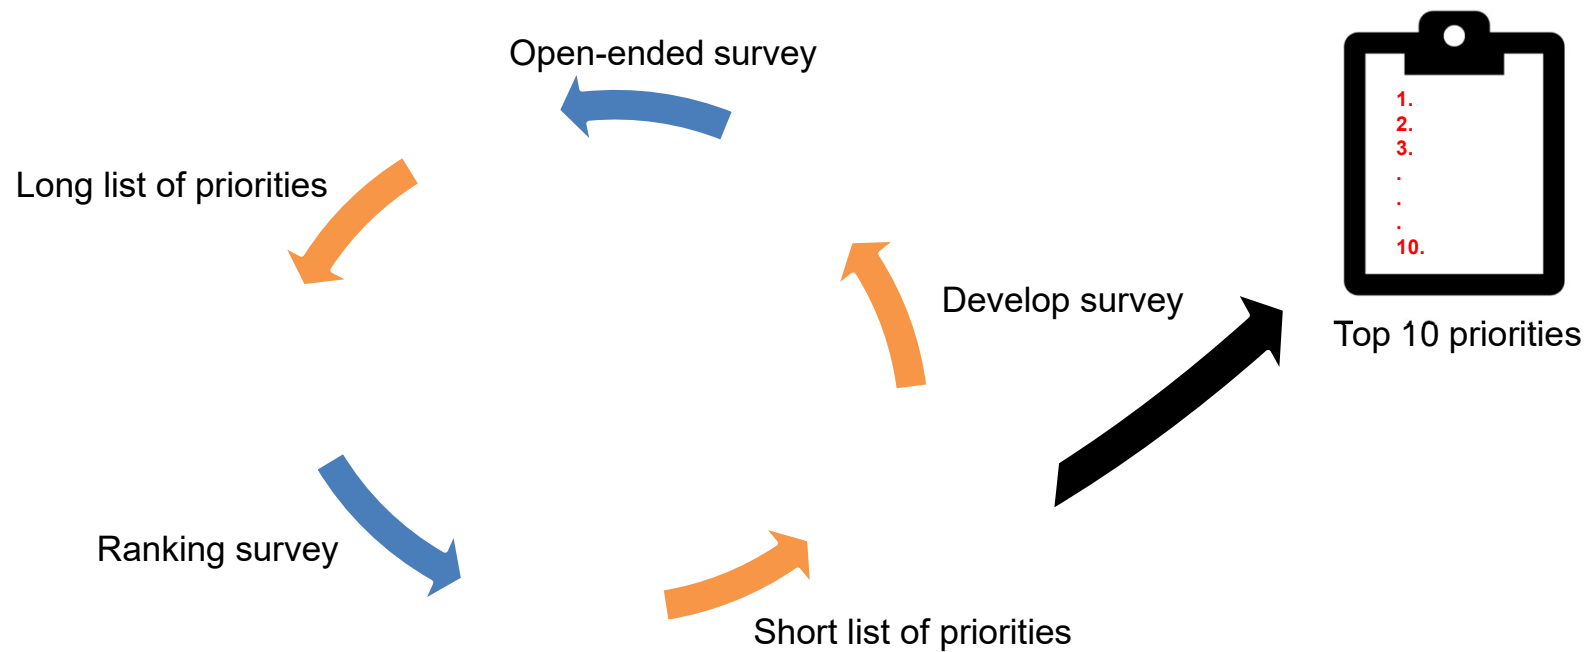 Open-ended survey
Long list of priorities
Develop survey
Ranking survey
Short list of priorities
1.
2.
3.
.
.
.
10.
Top 10 priorities